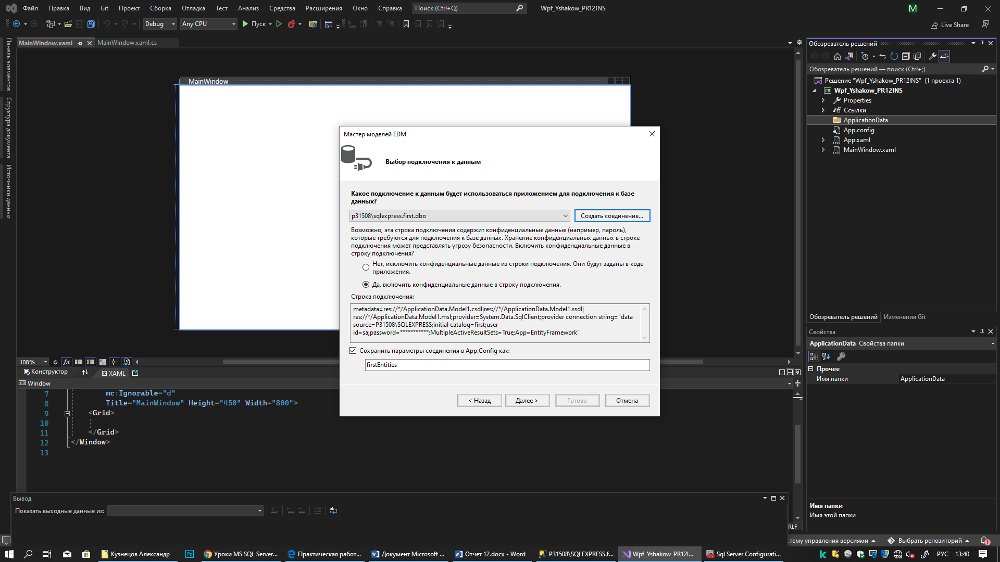 Файл Правка Вид Git Проект Сборка Отладка Тест Анализ Средства Расширения Окно Справка Поиск (Ctrl+Q) Wpf_Yshakow_PR12INS M
Debug Any CPU Пуск Live Share
MainWindow.xaml MainWindow.xaml.cs
Панель элементов
Структура документа
Источники данных
MainWindow
Мастер моделей EDM
Выбор подключения к данным
Какое подключение к данным будет использоваться приложением для подключения к базе
данных?
p31508\sqlexpress.first.dbo Создать соединение...
Возможно, эта строка подключения содержит конфиденциальные данные (например, пароль),
которые требуются для подключения к базе данных. Хранение конфиденциальных данных в строке
подключения может представлять угрозу безопасности. Включить конфиденциальные данные в
строку подключения?
Нет, исключить конфиденциальные данные из строки подключения. Они будут заданы в коде
приложения.
Да, включить конфиденциальные данные в строку подключения.
Строка подключения:
metadata=res://*/ApplicationData.Model1.csdl|res://*/ApplicationData.Model1.ssdl|
res://*/ApplicationData.Model1.msl;provider=System.Data.SqlClient;provider connection string="data
source=P31508\SQLEXPRESS;initial catalog=first;user
id=sa;password=***********;MultipleActiveResultSets=True;App=EntityFramework"
Сохранить параметры соединения в App.Config как:
firstEntities
< Назад Далее > Готово Отмена
108%
Конструктор XAML
Window
7 mc:Ignorable="d"
8 Title="MainWindow" Height="450" Width="800">
9 <Grid>
10
11 </Grid>
12 </Window>
13
Вывод
Показать выходные данные из:
Обозреватель решений
Обозреватель решений — поиск (Ctrl+;)
Решение "Wpf_Yshakow_PR12INS" (1 проекта 1)
C# Wpf_Yshakow_PR12INS
Properties
Ссылки
ApplicationData
App.config
App.xaml
MainWindow.xaml
Обозреватель решений Изменения Git
Свойства
ApplicationData Свойства папки
Прочее
Имя папки ApplicationData
Имя папки
Имя этой папки
RLF
стему управления версиями Выбрать репозиторий 1
Кузнецов Александр Ps Уроки MS SQL Server... Практическая работ... Документ Microsoft ... Отчет 12.docx - Word P31508\SQLEXPRESS.f... Wpf_Yshakow_PR12I... Sql Server Configurati... РУС 13:40